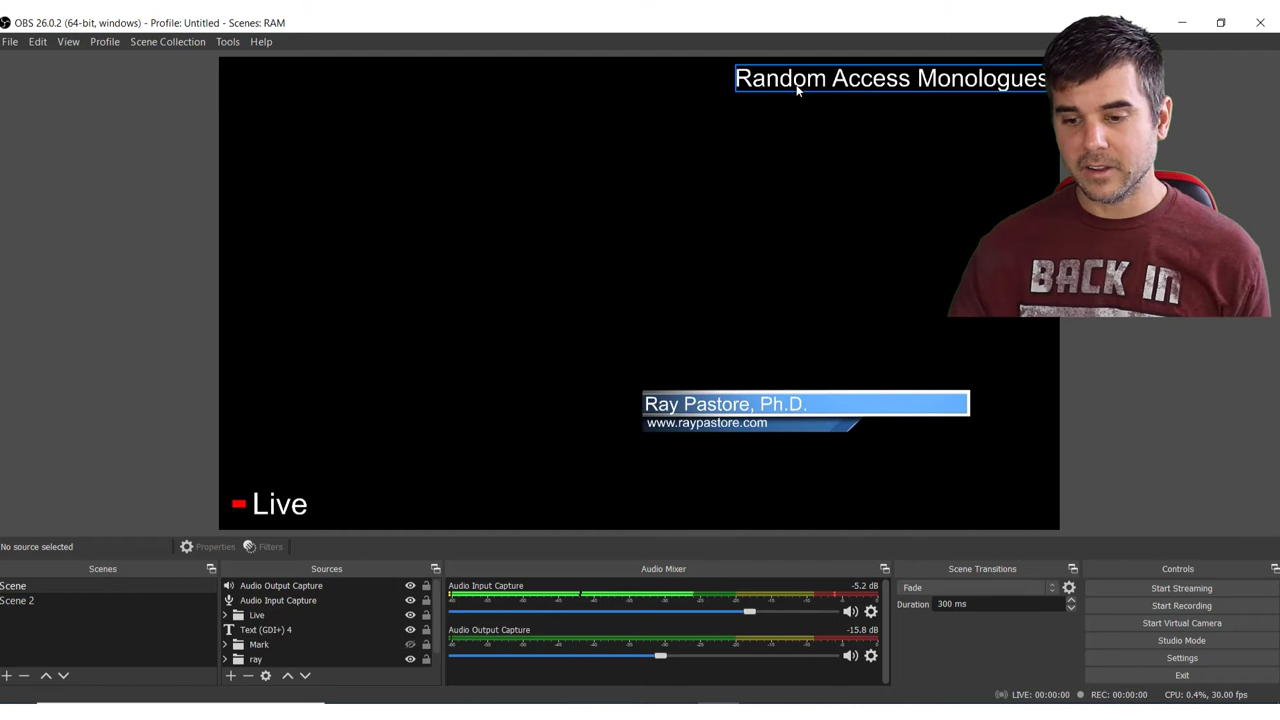 OBS 26.0.2 (64-bit, windows) - Profile: Untitled - Scenes: RAM
File Edit View Profile Scene Collection Tools Help
Random Access Monologues
BACK IN
Ray Pastore, Ph.D.
www.raypastore.com
Live
No source selected Properties Filters
Scenes Sources Audio Mixer Scene Transitions Controls
Scene
Scene 2
Audio Output Capture
Audio Input Capture
Live
Text (GDI+) 4
Mark
ray
Audio Input Capture -5.2 dB
Audio Output Capture -15.8 dB
Fade
Duration 300 ms
Start Streaming
Start Recording
Start Virtual Camera
Studio Mode
Settings
Exit
LIVE: 00:00:00 REC: 00:00:00 CPU: 0.4%, 30.00 fps